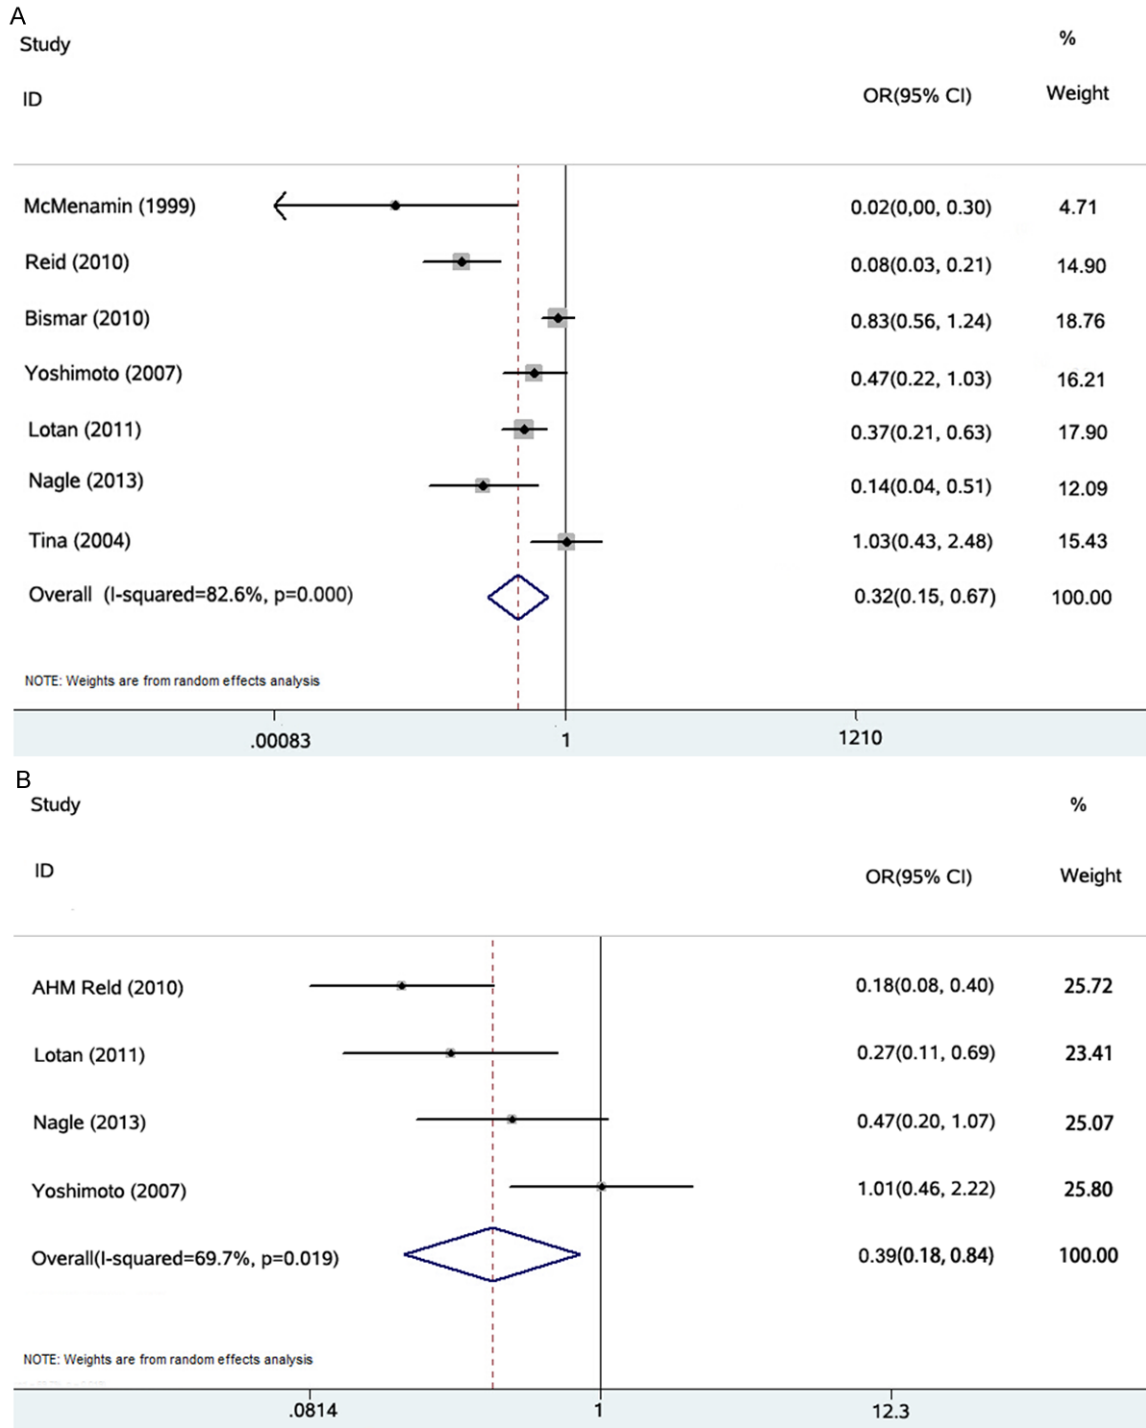 A
Study %
ID OR(95% CI) Weight
McMenamin (1999) 0.02(0,00, 0.30) 4.71
Reid (2010) 0.08(0.03, 0.21) 14.90
Bismar (2010) 0.83(0.56, 1.24) 18.76
Yoshimoto (2007) 0.47(0.22, 1.03) 16.21
Lotan (2011) 0.37(0.21, 0.63) 17.90
Nagle (2013) 0.14(0.04, 0.51) 12.09
Tina (2004) 1.03(0.43, 2.48) 15.43
Overall (I-squared=82.6%, p=0.000) 0.32(0.15, 0.67) 100.00
NOTE: Weights are from random effects analysis
.00083 1 1210
B
Study %
ID OR(95% CI) Weight
AHM Reld (2010) 0.18(0.08, 0.40) 25.72
Lotan (2011) 0.27(0.11, 0.69) 23.41
Nagle (2013) 0.47(0.20, 1.07) 25.07
Yoshimoto (2007) 1.01(0.46, 2.22) 25.80
Overall(I-squared=69.7%, p=0.019) 0.39(0.18, 0.84) 100.00
NOTE: Weights are from random effects analysis
.0814 1 12.3